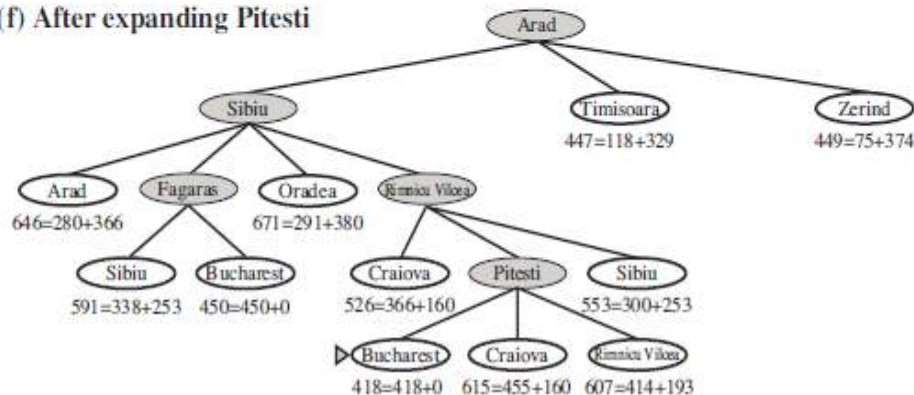 (f) After expanding Pitesti
Arad
Sibiu Timisoara Zerind
447=118+329 449=75+374
Arad Fagaras Oradea Rimnicu Vilcea
646=280+366 671=291+380
Sibiu Bucharest Craiova Pitesti Sibiu
591=338+253 450=450+0 526=366+160 553=300+253
Bucharest Craiova Rimnicu Vilcea
418=418+0 615=455+160 607=414+193